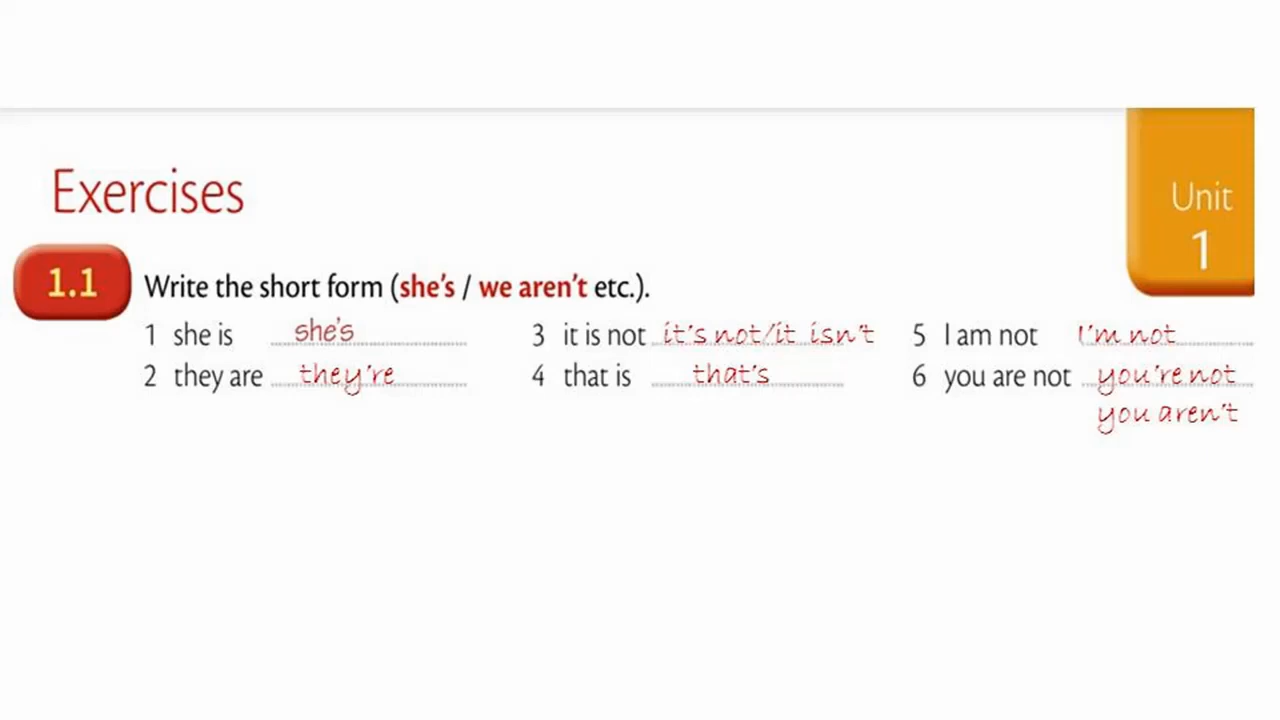 Exercises
Unit
1
1.1 Write the short form (she's / we aren't etc.).
1 she is she's 3 it is not it's not/it isn't 5 I am not I'm not
2 they are they're 4 that is that's 6 you are not you're not
you aren't